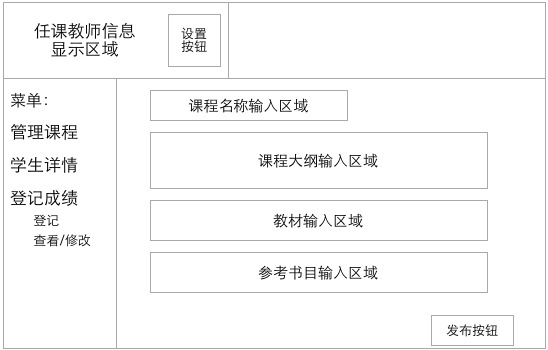 任课教师信息
显示区域
设置
按钮
菜单：
管理课程
学生详情
登记成绩
登记
查看/修改
课程名称输入区域
课程大纲输入区域
教材输入区域
参考书目输入区域
发布按钮